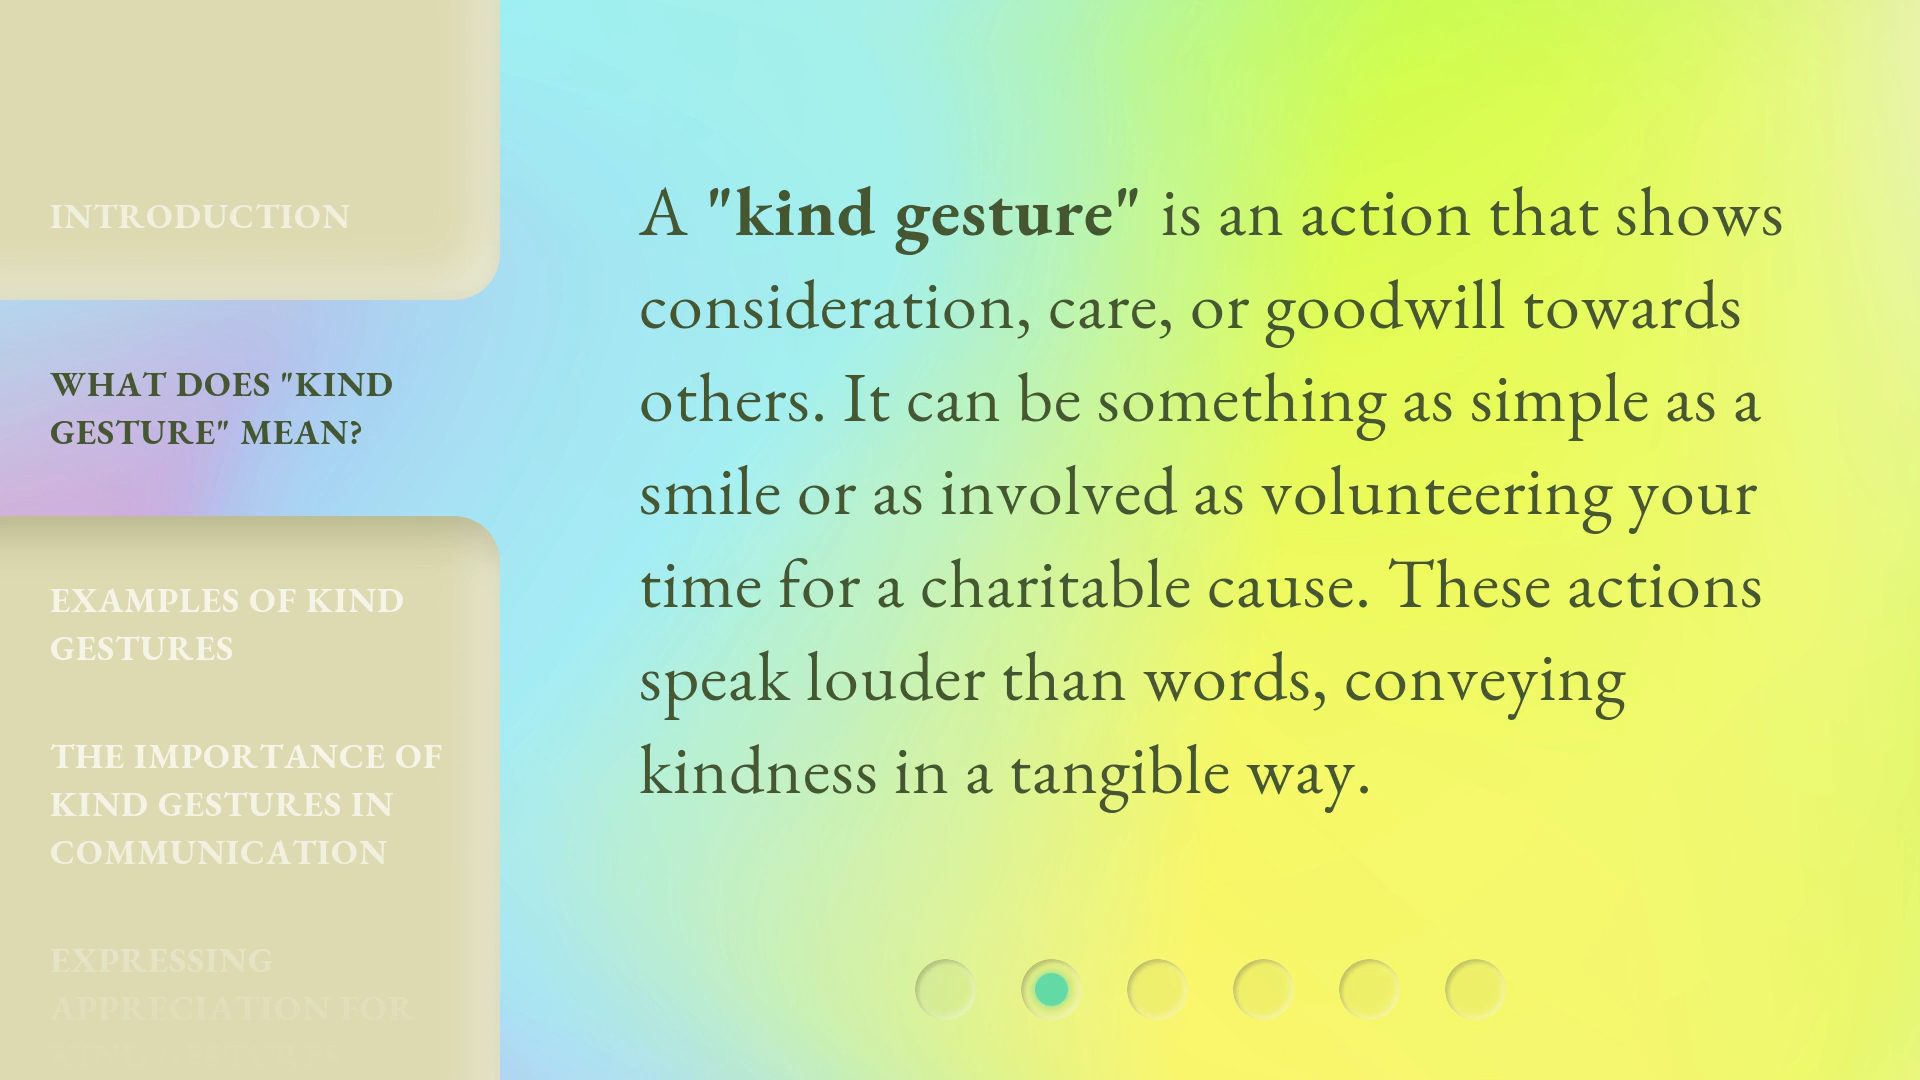 INTRODUCTION
WHAT DOES "KIND
GESTURE" MEAN?
EXAMPLES OF KIND
GESTURES
THE IMPORTANCE OF
KIND GESTURES IN
COMMUNICATION
EXPRESSING
APPRECIATION FOR
A "kind gesture" is an action that shows
consideration, care, or goodwill towards
others. It can be something as simple as a
smile or as involved as volunteering your
time for a charitable cause. These actions
speak louder than words, conveying
kindness in a tangible way.